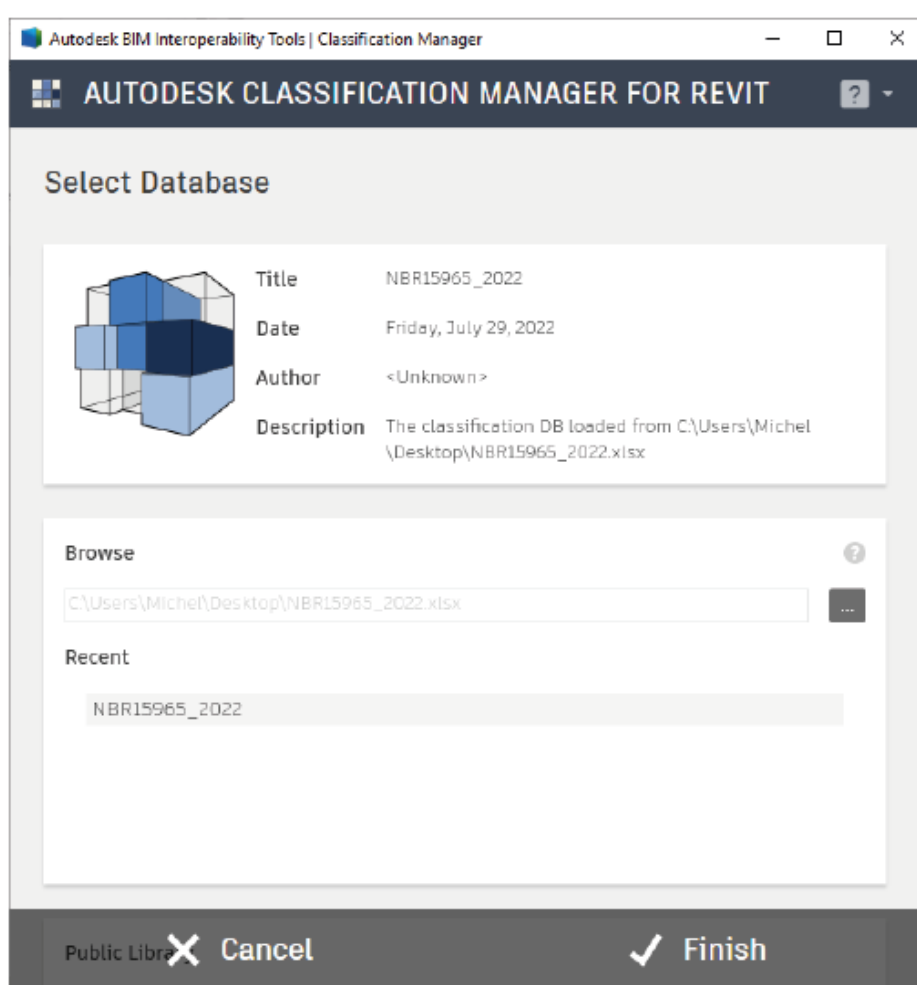 Autodesk BIM Interoperability Tools | Classification Manager
AUTODESK CLASSIFICATION MANAGER FOR REVIT ?
Select Database
Title NBR15965_2022
Date Friday, July 29, 2022
Author <Unknown>
Description The classification DB loaded from C:\Users\Michel
\Desktop\NBR15965_2022.xlsx
Browse ?
C:\Users\Michel\Desktop\NBR15965_2022.xlsx ...
Recent
NBR15965_2022
Public Cancel Finish